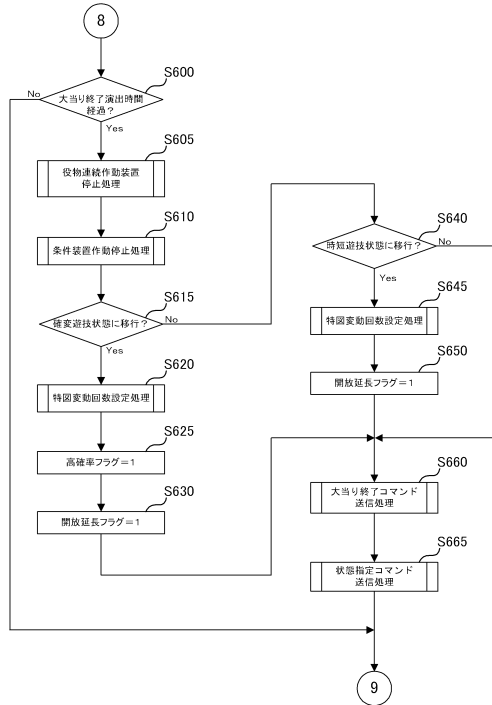 8
S600
大当り終了演出時間
経過？
No
Yes
S605
役物連続作動装置
停止処理
S610
条件装置作動停止処理
S615
確変遊技状態に移行？
No
Yes
S620
特図変動回数設定処理
S625
高確率フラグ＝1
S630
開放延長フラグ＝1
S640
時短遊技状態に移行？
No
Yes
S645
特図変動回数設定処理
S650
開放延長フラグ＝1
S660
大当り終了コマンド
送信処理
S665
状態指定コマンド
送信処理
9